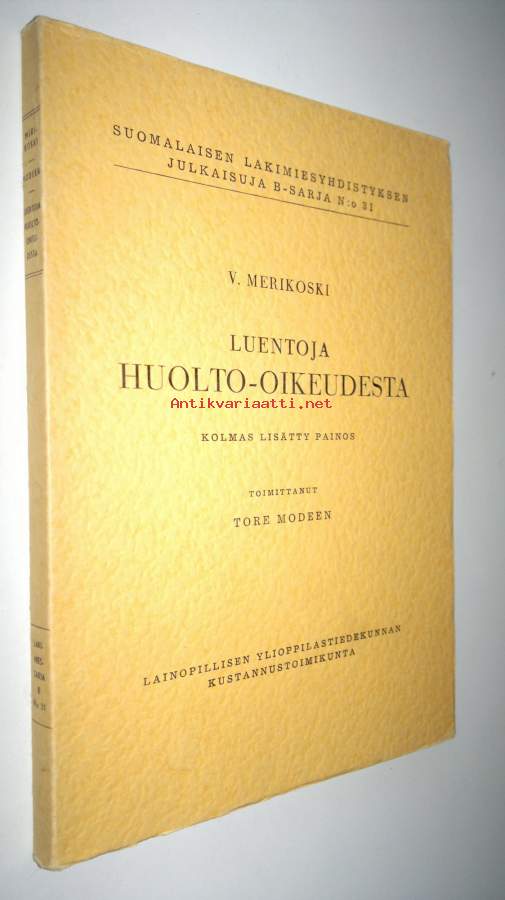 SUOMALAISEN LAKIMIESYHDISTYKSEN
JULKAISUJA B-SARJA N:o 31
V. MERIKOSKI
LUENTOJA
HUOLTO-OIKEUDESTA
Antikvariaatti.net
KOLMAS LISÄTTY PAINOS
TOIMITTANUT
TORE MODEEN
LAINOPILLISEN YLIOPPILASTIEDEKUNNAN
KUSTANNUSTOIMIKUNTA